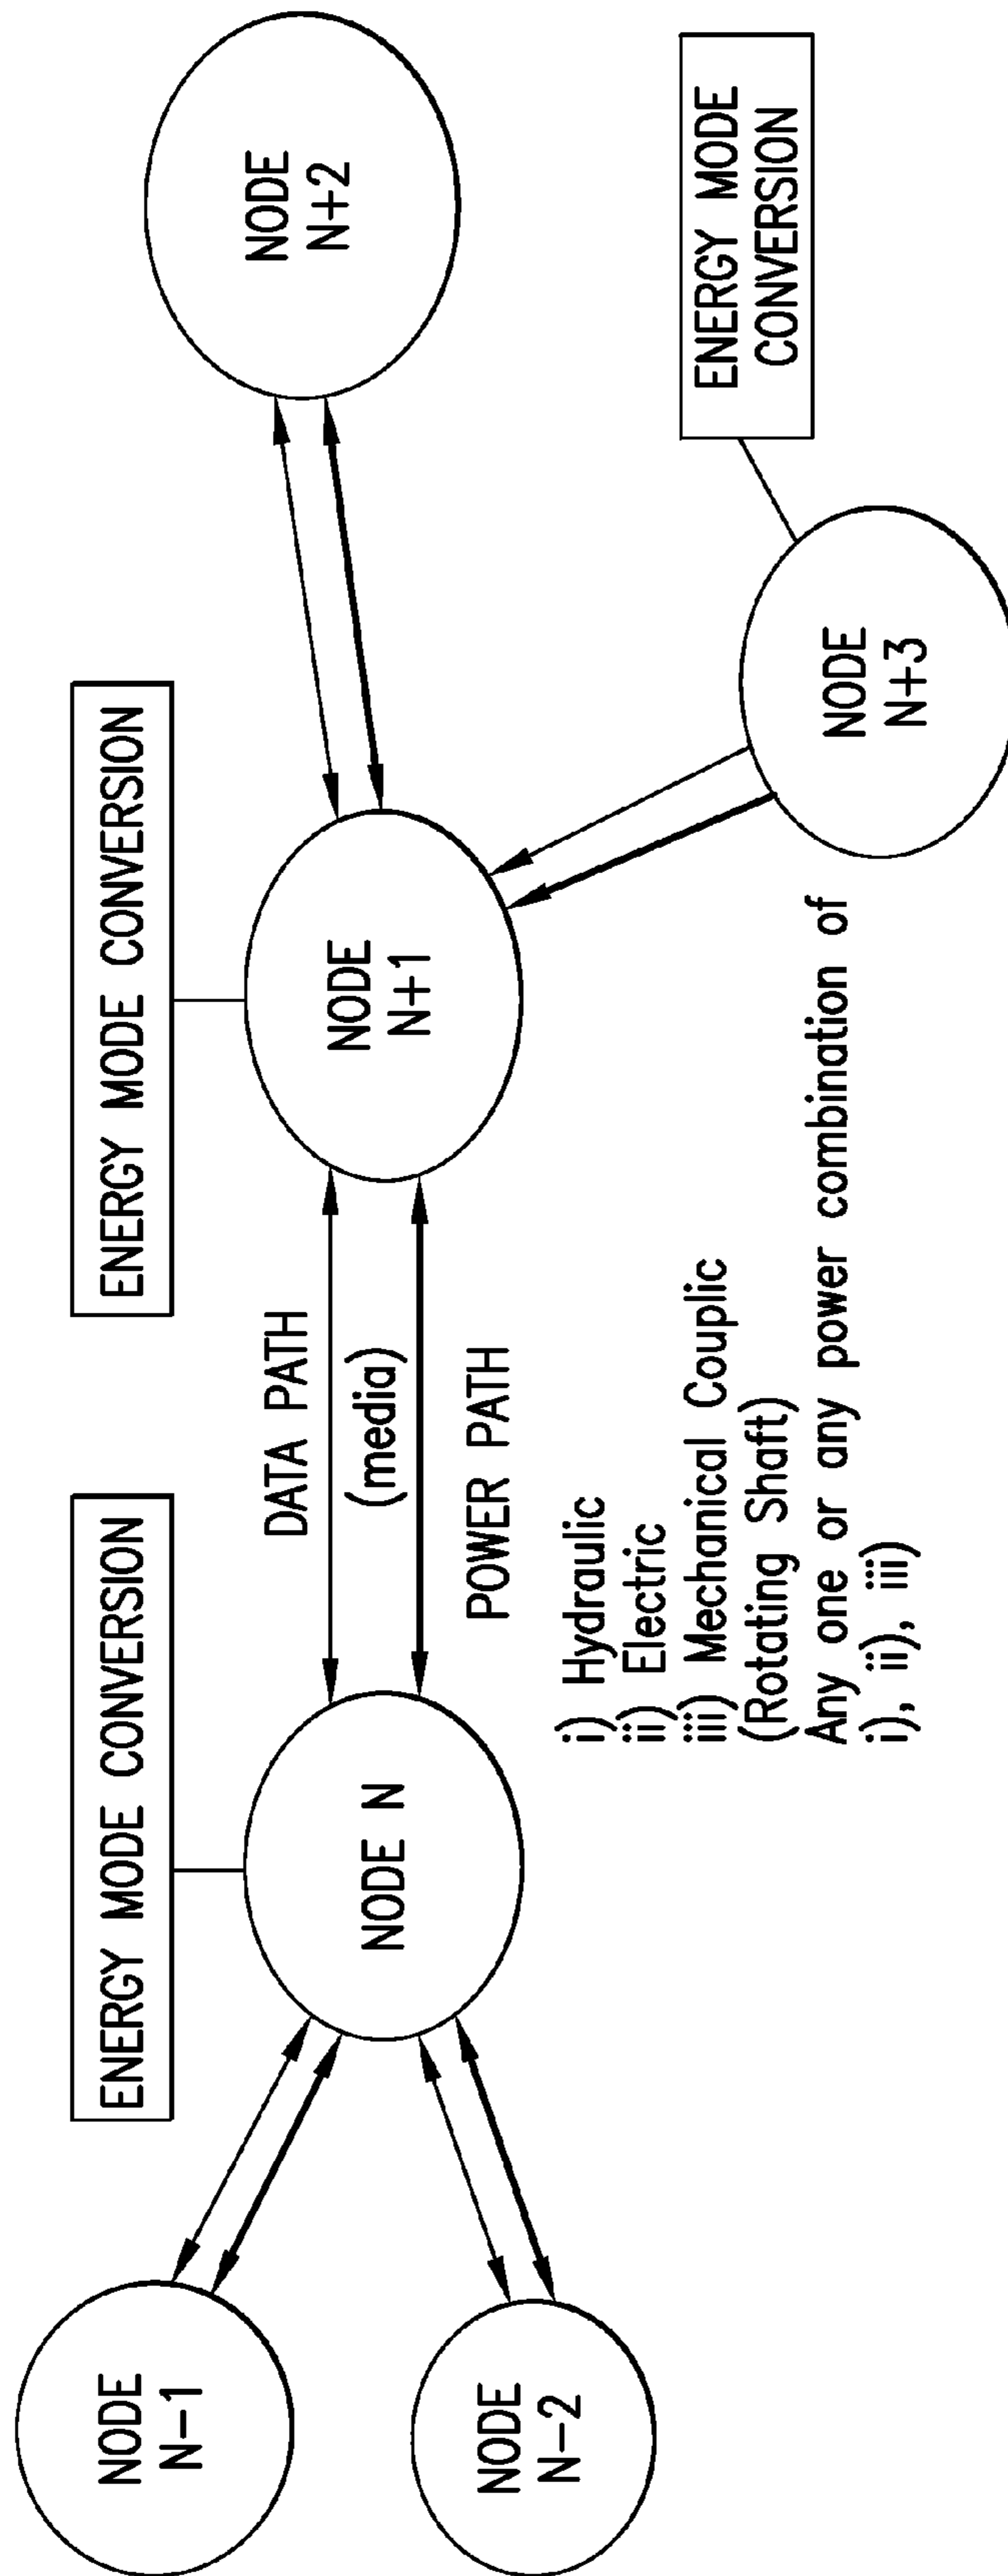 ENERGY MODE CONVERSION
ENERGY MODE CONVERSION
NODE
N-1
NODE
N-2
NODE N
DATA PATH
(media)
POWER PATH
NODE
N+1
NODE
N+2
NODE
N+3
ENERGY MODE
CONVERSION
i) Hydraulic
ii) Electric
iii) Mechanical Couplic
(Rotating Shaft)
Any one or any power combination of
i), ii), iii)